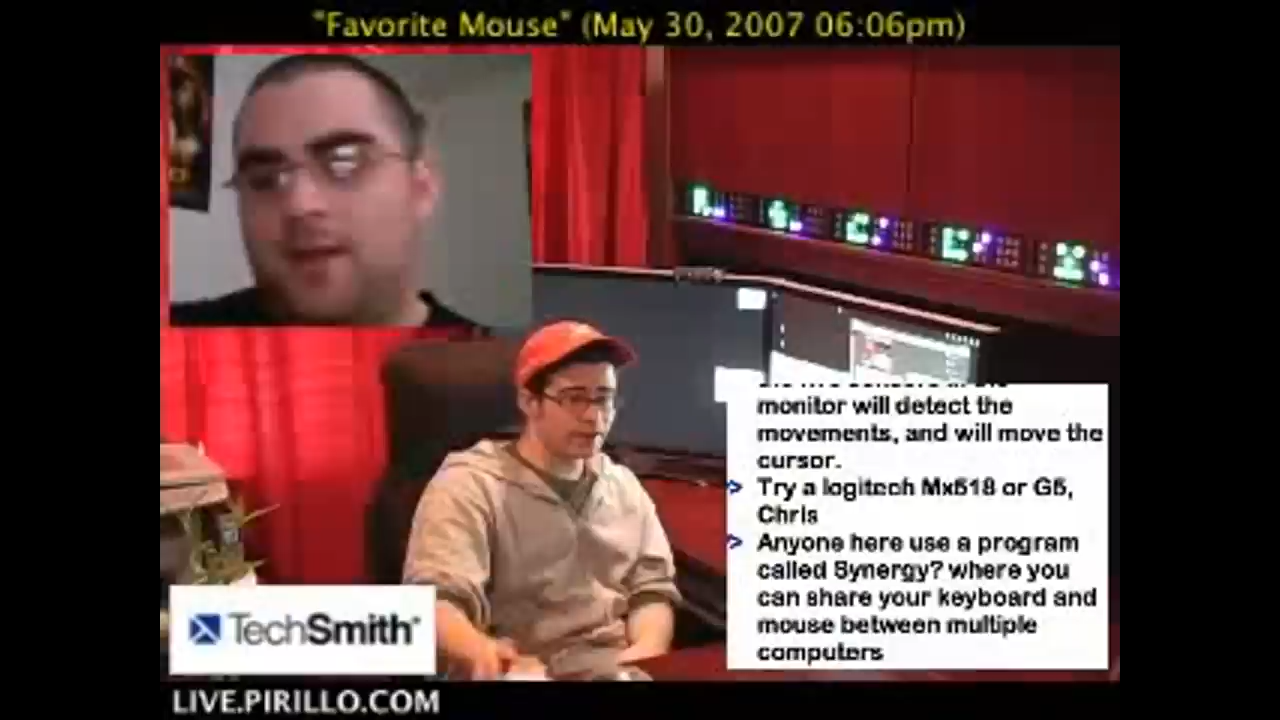 "Favorite Mouse" (May 30, 2007 06:06pm)
monitor will detect the
movements, and will move the
cursor.
> Try a logitech Mx518 or G5,
Chris
> Anyone here use a program
called Synergy? where you
can share your keyboard and
mouse between multiple
computers
TechSmith
LIVE.PIRILLO.COM